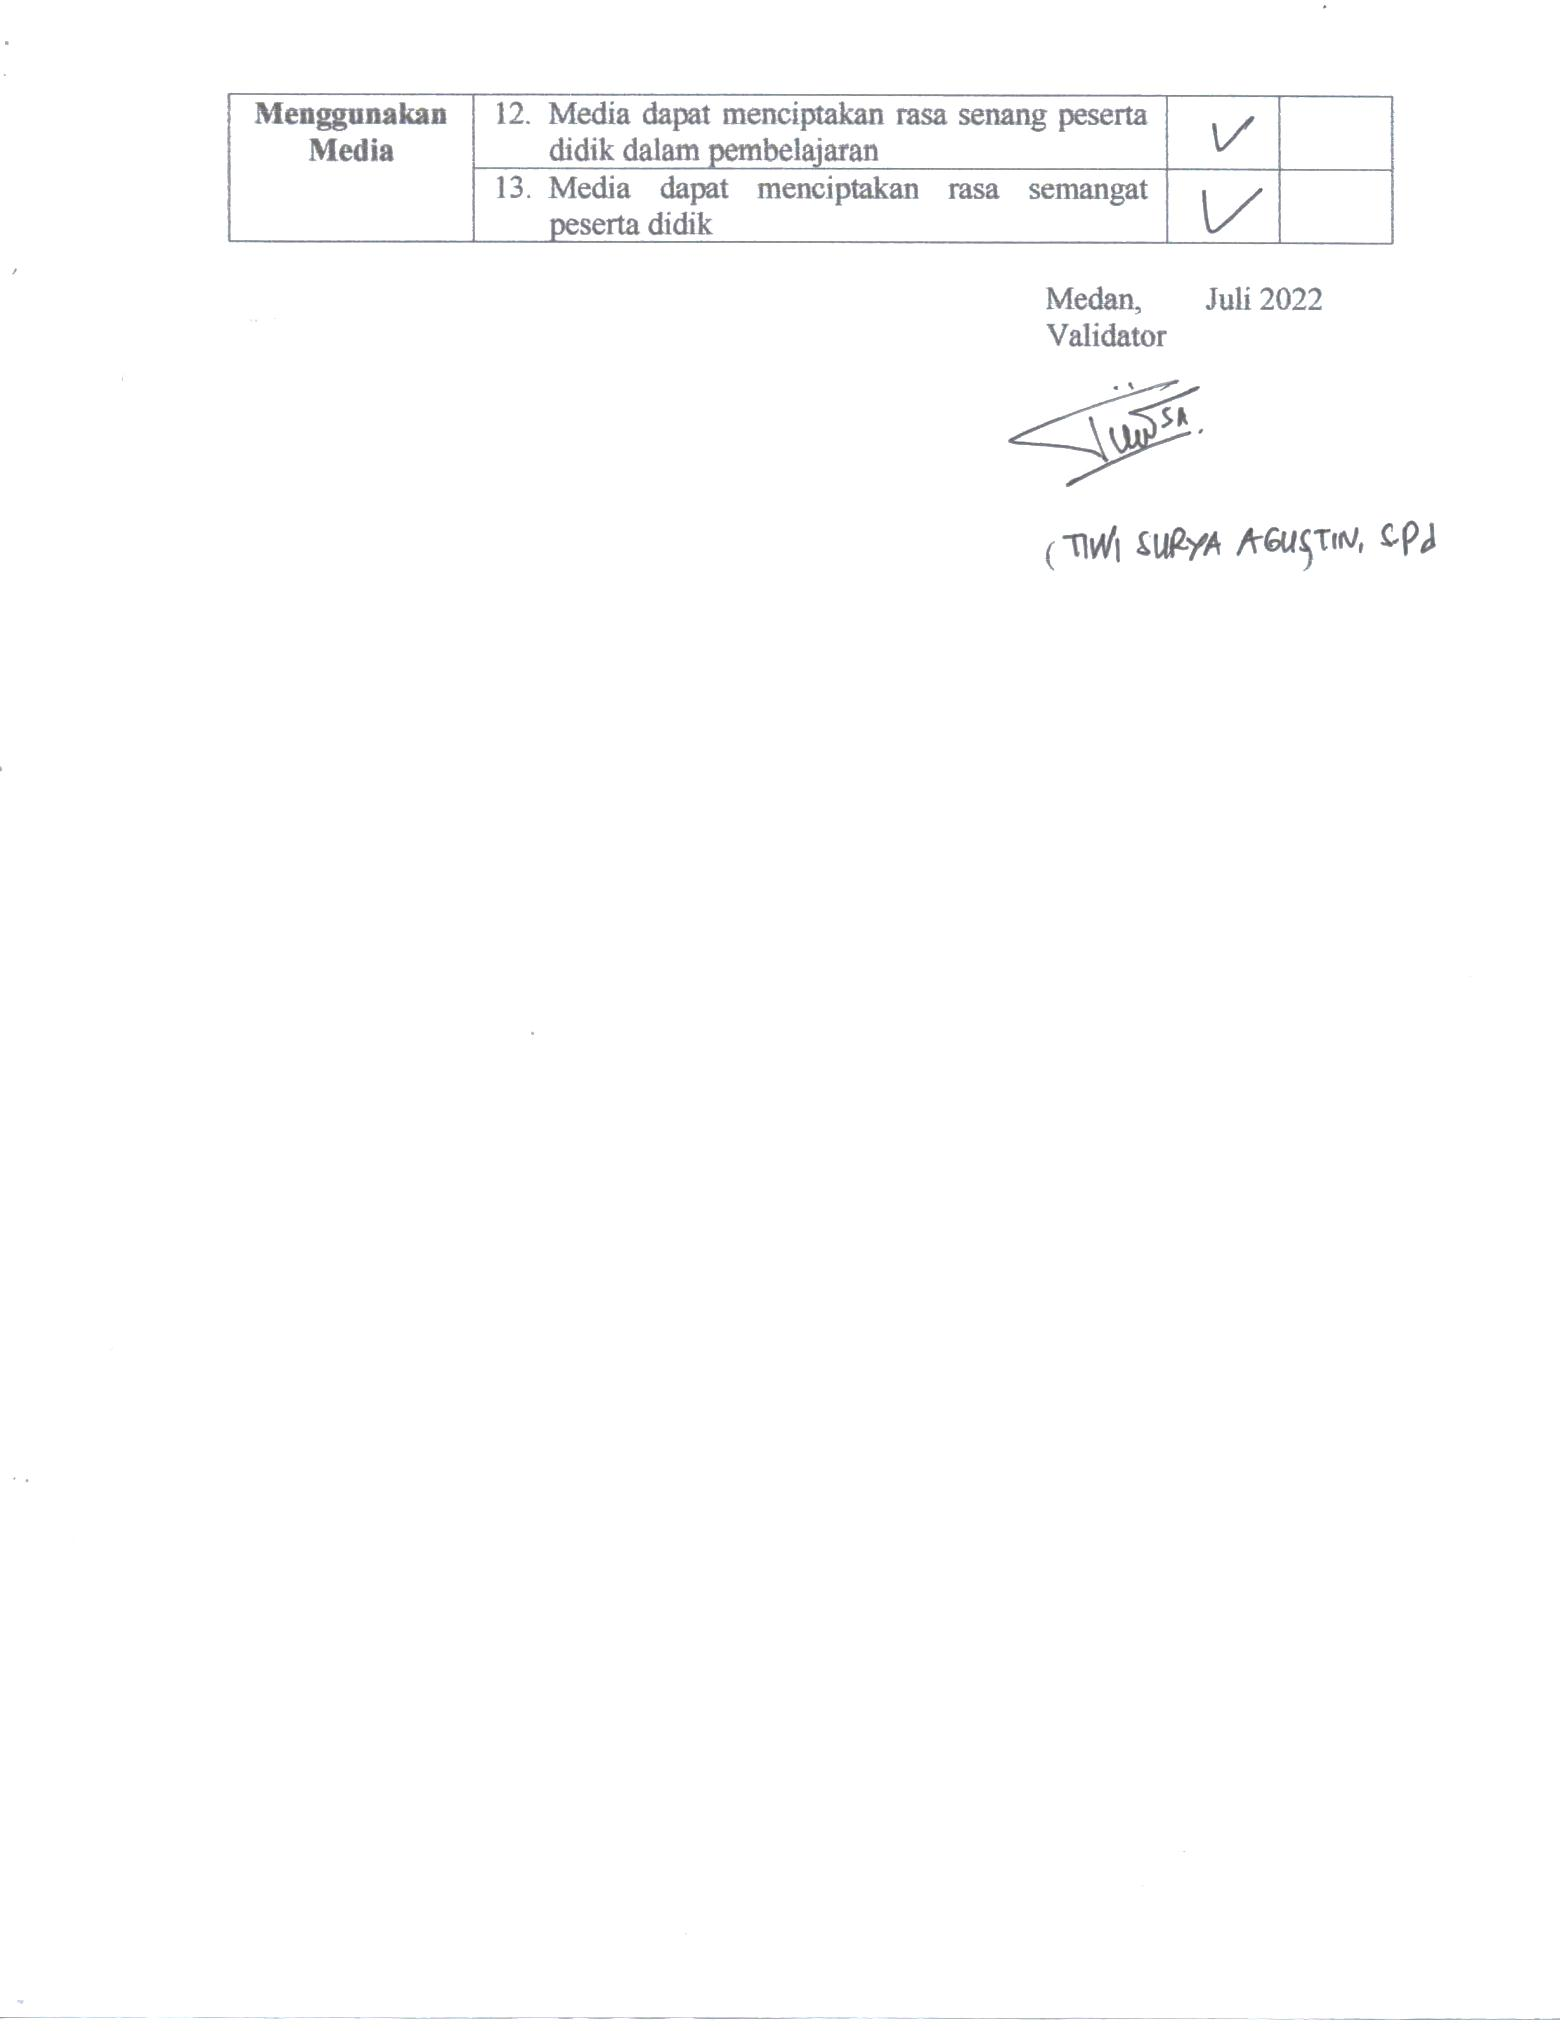 Menggunakan
Media
12. Media dapat menciptakan rasa senang peserta
didik dalam pembelajaran
✓
13. Media dapat menciptakan rasa semangat
peserta didik
✓
Medan, Juli 2022
Validator
(TIWI SURYA AGUSTIN, S.Pd